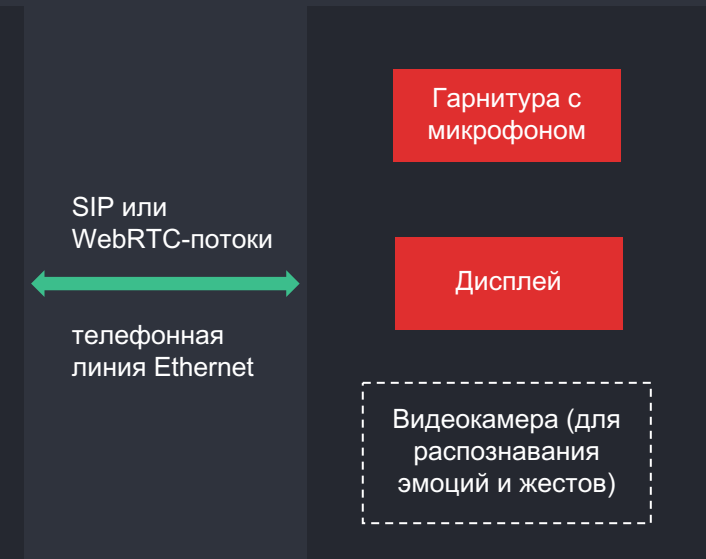 Гарнитура с
микрофоном
SIP или
WebRTC-потоки
Дисплей
телефонная
линия Ethernet
Видеокамера (для
распознавания
эмоций и жестов)